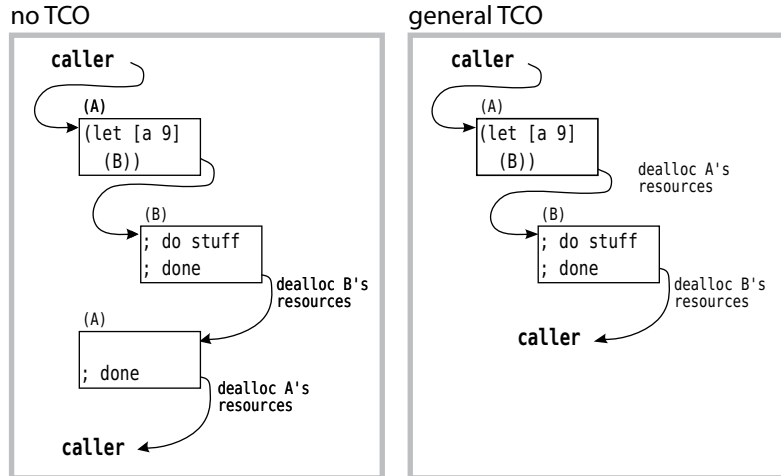 no TCO
caller
(A)
(let [a 9]
(B))
(B)
; do stuff
; done
dealloc B's
resources
(A)
; done
dealloc A's
resources
caller
general TCO
caller
(A)
(let [a 9]
(B))
dealloc A's
resources
(B)
; do stuff
; done
dealloc B's
resources
caller